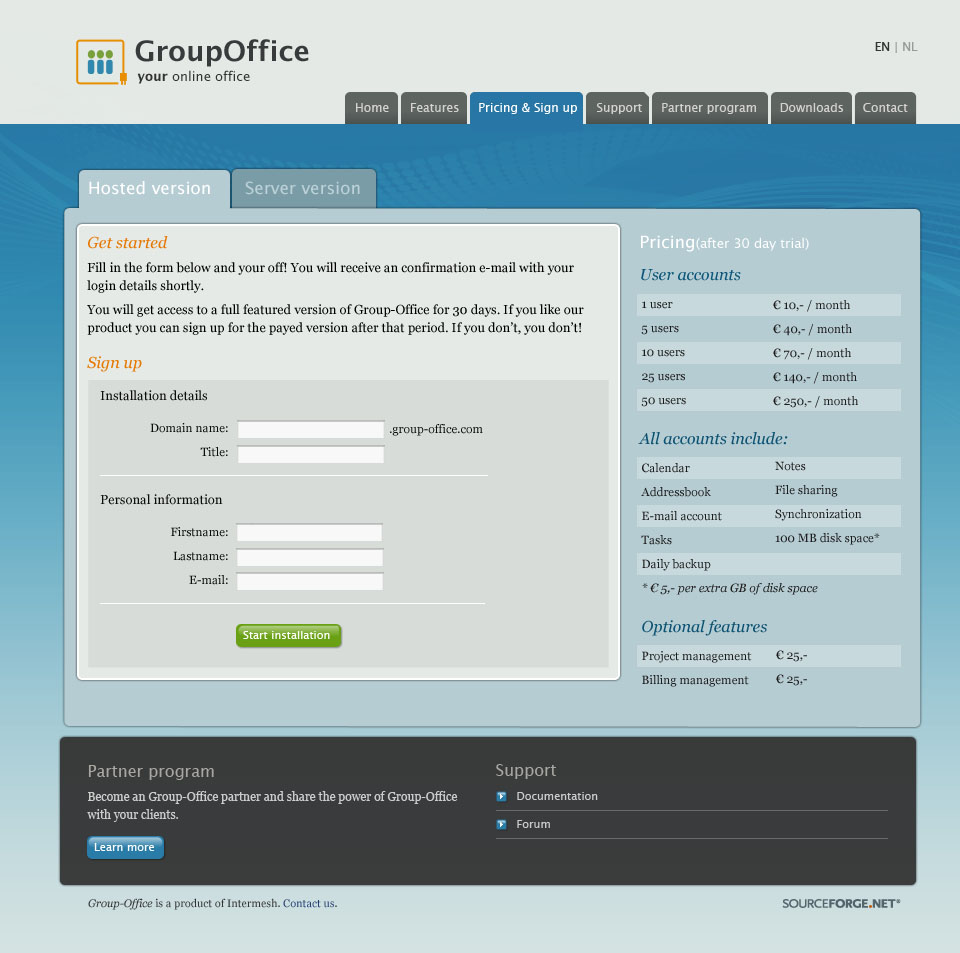 GroupOffice
your online office
EN | NL
Home
Features
Pricing & Sign up
Support
Partner program
Downloads
Contact
Hosted version
Server version
Get started
Fill in the form below and your off! You will receive an confirmation e-mail with your
login details shortly.
You will get access to a full featured version of Group-Office for 30 days. If you like our
product you can sign up for the payed version after that period. If you don't, you don't!
Sign up
Installation details
Domain name: .group-office.com
Title:
Personal information
Firstname:
Lastname:
E-mail:
Start installation
Pricing(after 30 day trial)
User accounts
1 user € 10,- / month
5 users € 40,- / month
10 users € 70,- / month
25 users € 140,- / month
50 users € 250,- / month
All accounts include:
Calendar Notes
Addressbook File sharing
E-mail account Synchronization
Tasks 100 MB disk space*
Daily backup
* € 5,- per extra GB of disk space
Optional features
Project management € 25,-
Billing management € 25,-
Partner program
Become an Group-Office partner and share the power of Group-Office
with your clients.
Learn more
Support
Documentation
Forum
Group-Office is a product of Intermesh. Contact us.
SOURCEFORGE.NET®